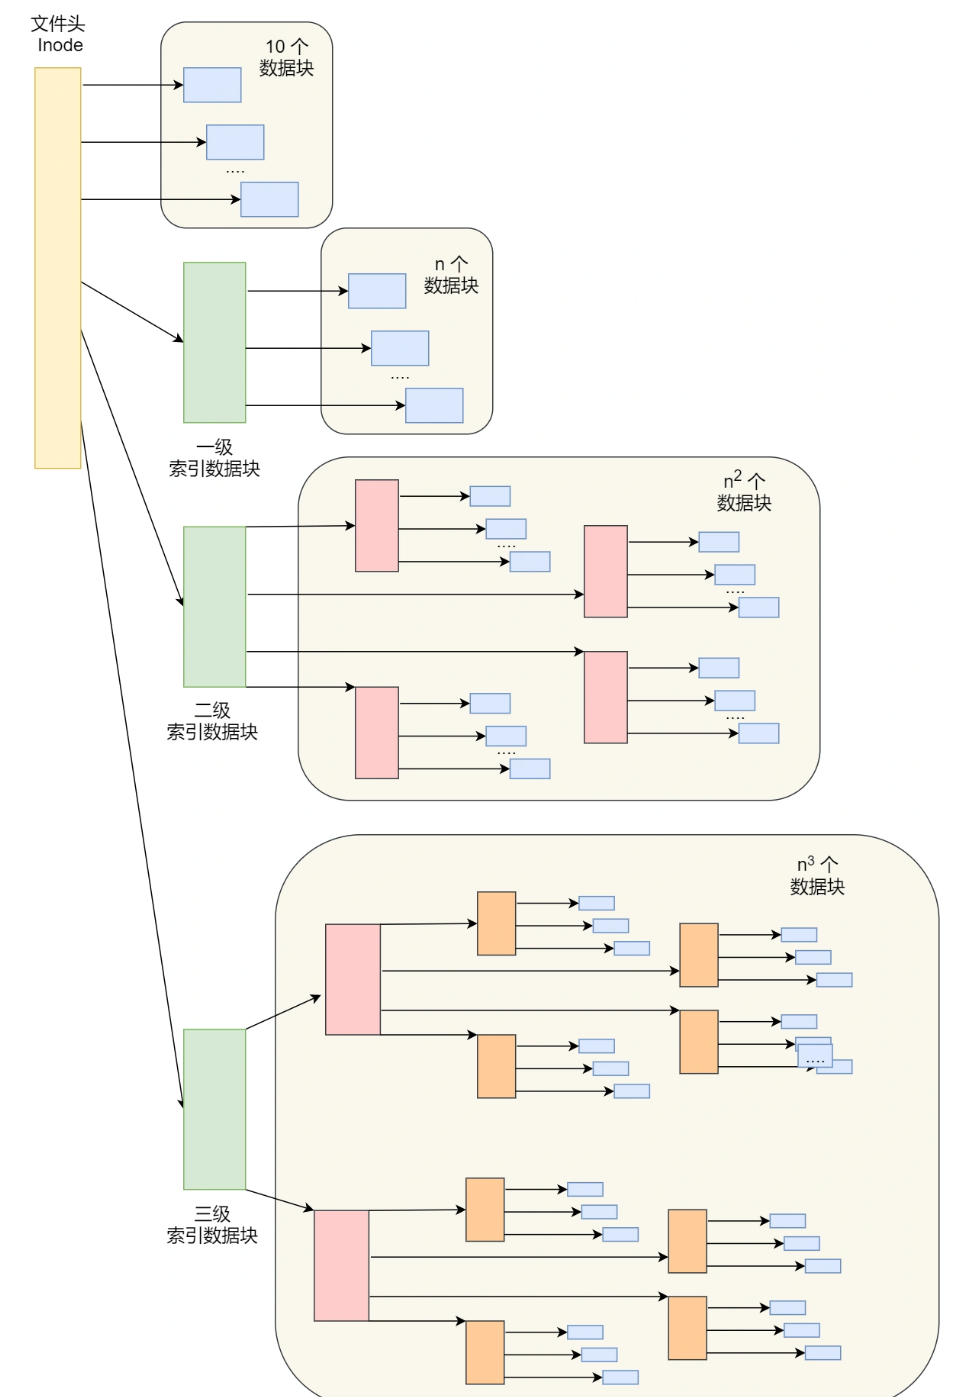 文件头
Inode
10 个
数据块
....
n 个
数据块
....
一级
索引数据块
n² 个
数据块
....
....
....
....
二级
索引数据块
n³ 个
数据块
....
三级
索引数据块